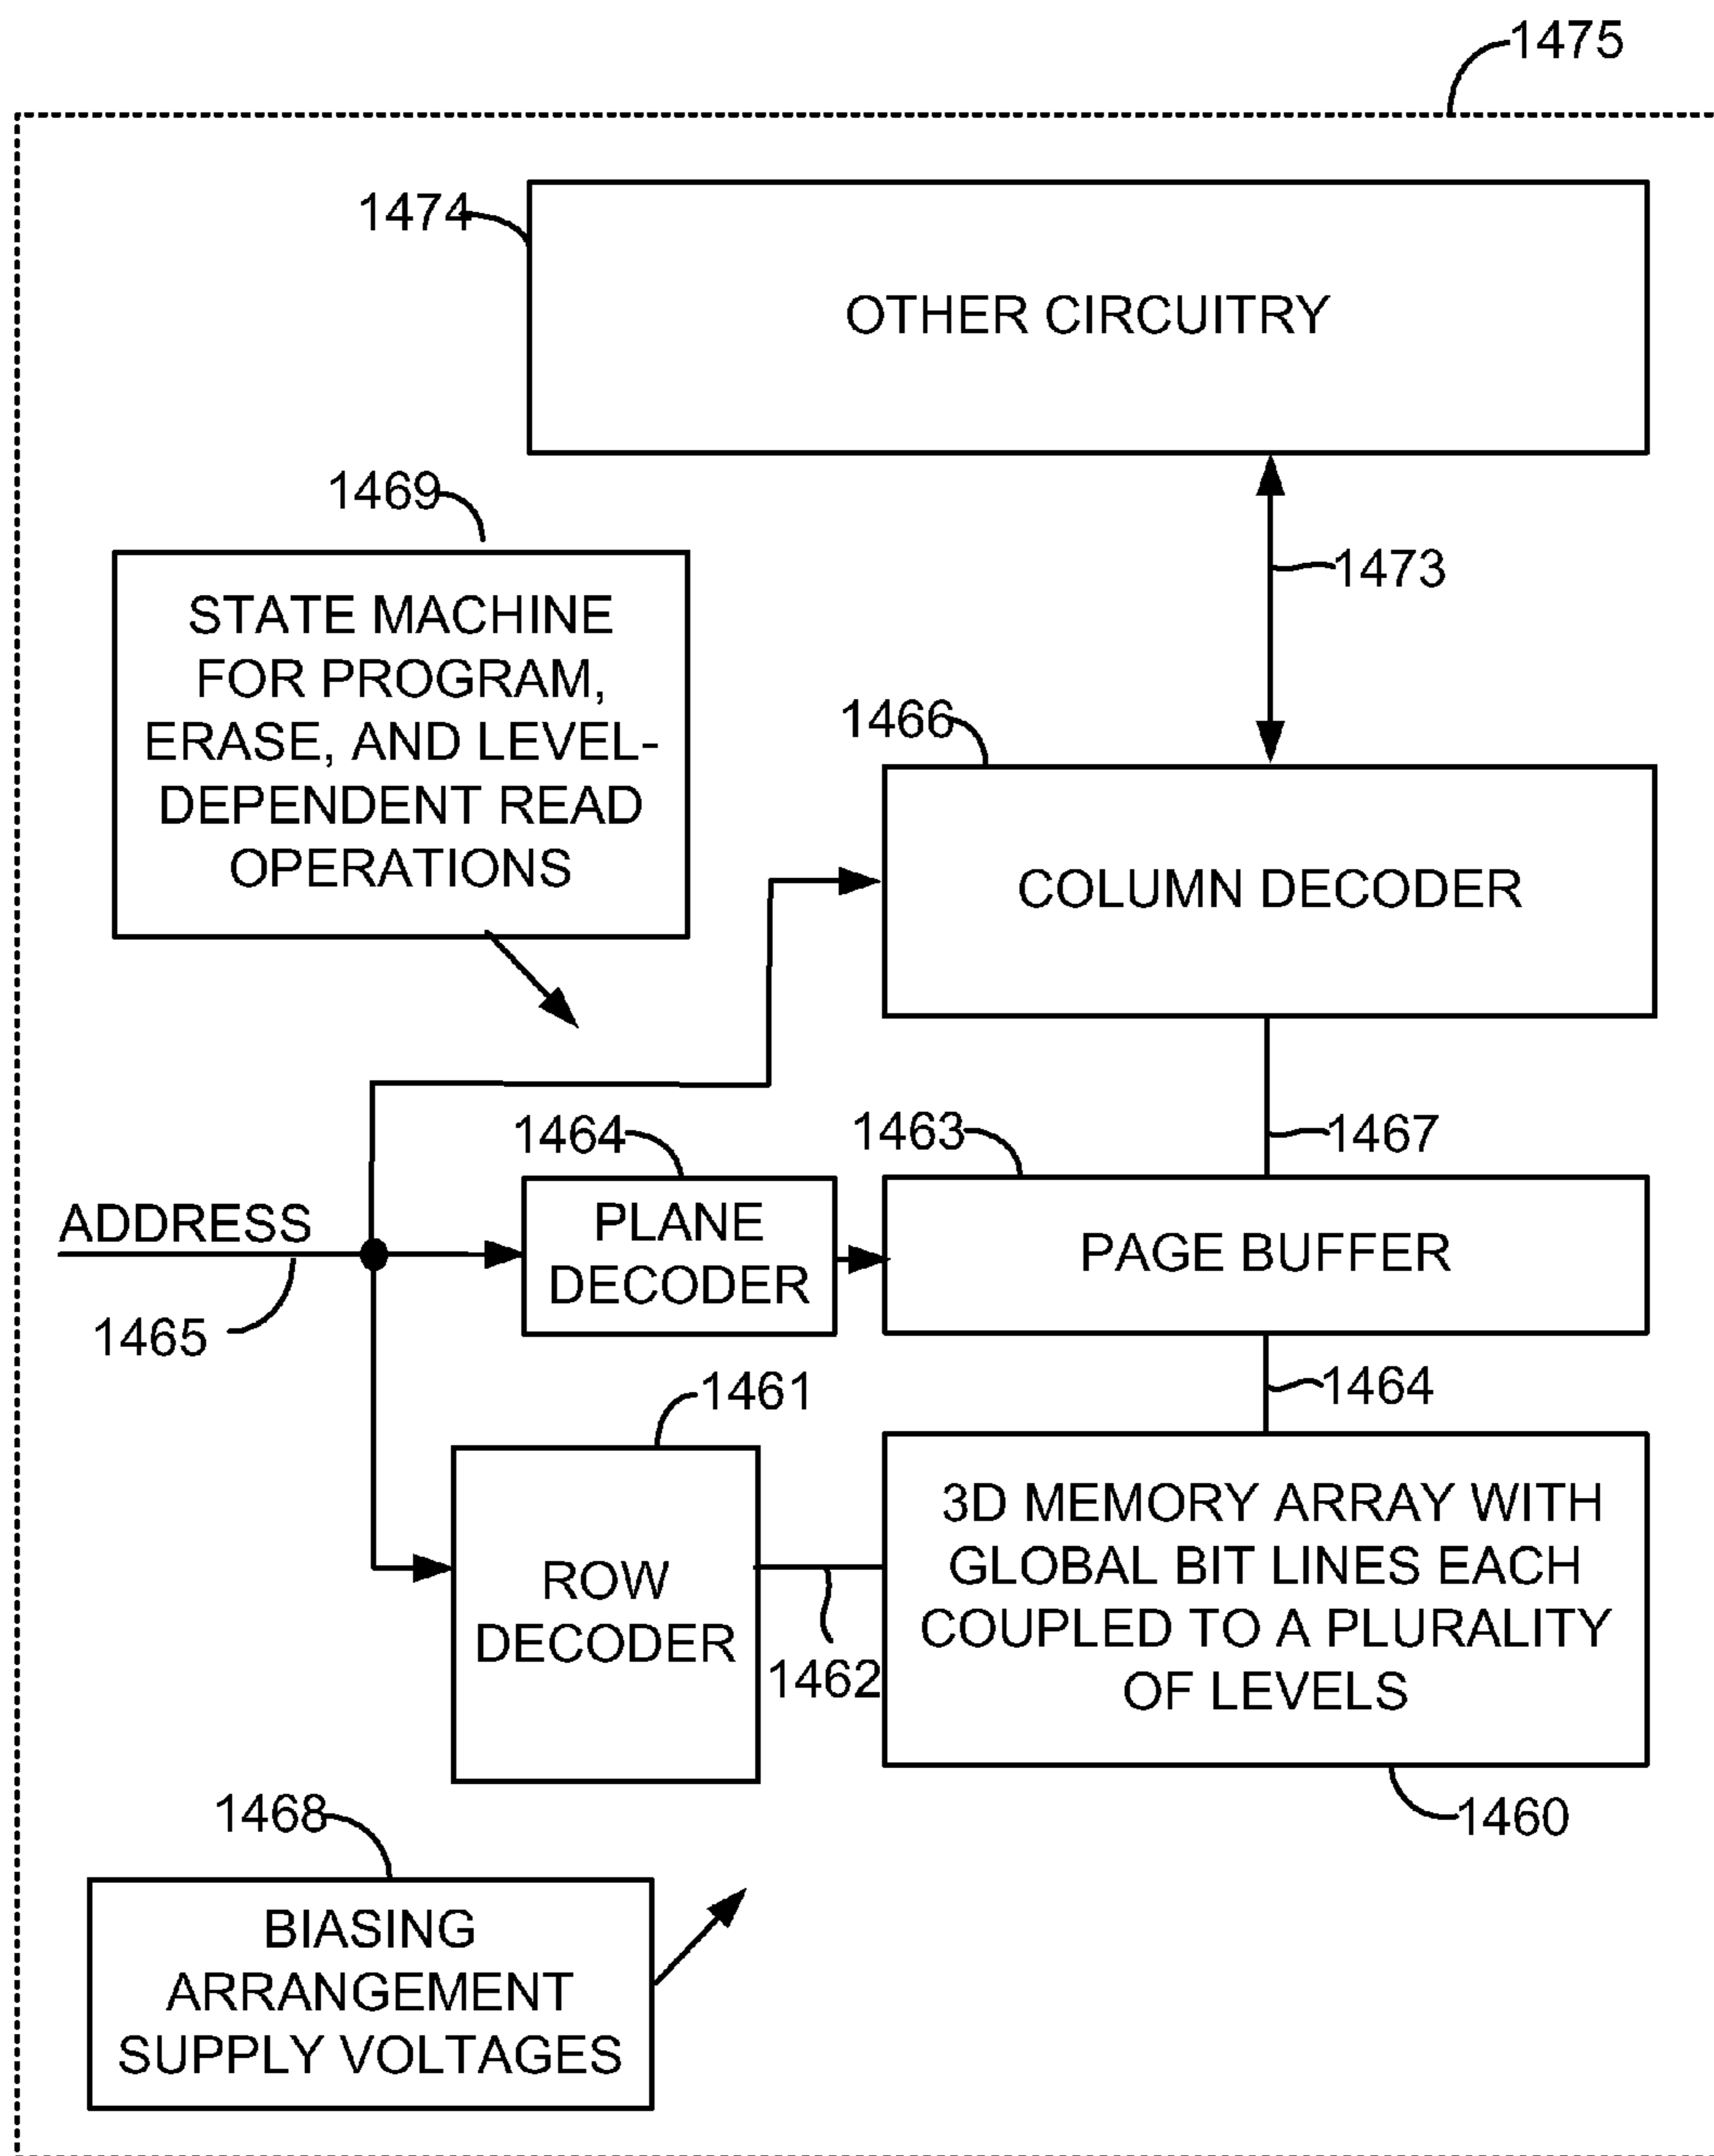 1475
1474
OTHER CIRCUITRY
1469
1473
STATE MACHINE
FOR PROGRAM,
ERASE, AND LEVEL-
DEPENDENT READ
OPERATIONS
1466
COLUMN DECODER
1464
1463
1467
ADDRESS
PLANE
DECODER
PAGE BUFFER
1465
1461
1464
ROW
DECODER
3D MEMORY ARRAY WITH
GLOBAL BIT LINES EACH
COUPLED TO A PLURALITY
OF LEVELS
1462
1468
1460
BIASING
ARRANGEMENT
SUPPLY VOLTAGES